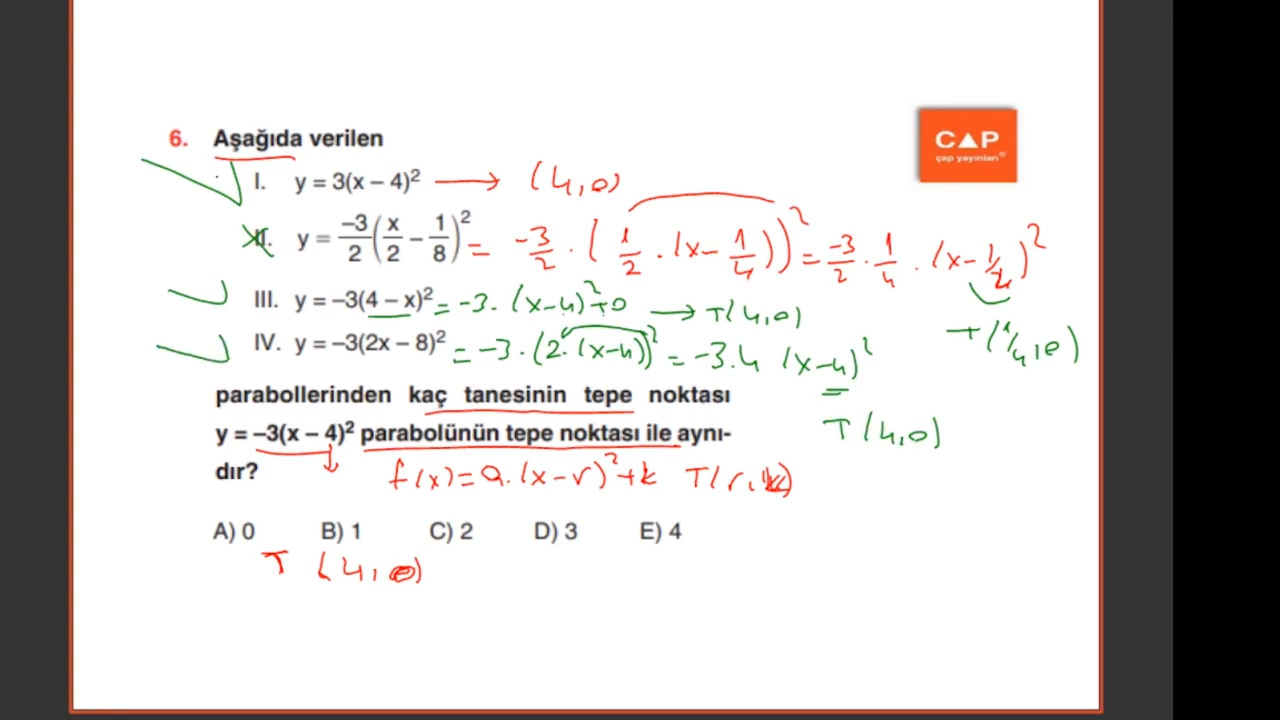 6. Aşağıda verilen
CAP
çap yayınları®
I. y = 3(x – 4)² → (4,0)
II. y = –3/2 (x/2 – 1/8)² = -3/2 · (1/2 · (x - 1/4))² = -3/2 · 1/4 · (x - 1/4)²
III. y = –3(4 – x)² = -3 · (x-4)² + 0 → T(4,0)
T(1/4, 0)
IV. y = –3(2x – 8)² = -3 · (2 · (x-4))² = -3.4 (x-4)²
T(4,0)
parabollerinden kaç tanesinin tepe noktası
y = –3(x – 4)² parabolünün tepe noktası ile aynı-
dır?
f(x) = a.(x-r)² + k T(r,k)
A) 0 B) 1 C) 2 D) 3 E) 4
T (4,0)